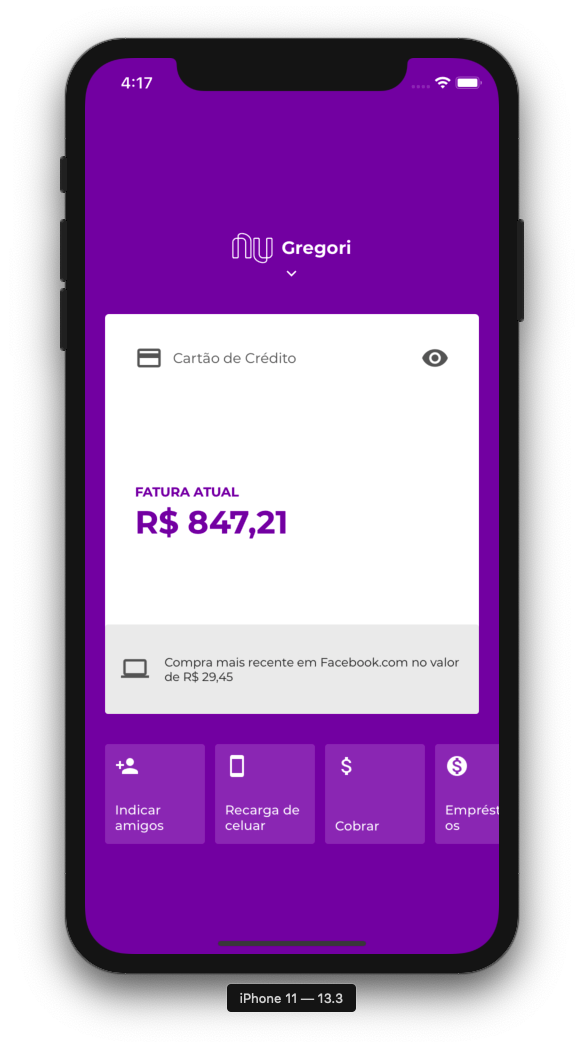 4:17
nu Gregori
Cartão de Crédito
FATURA ATUAL
R$ 847,21
Compra mais recente em Facebook.com no valor
de R$ 29,45
Indicar
amigos
Recarga de
celuar
Cobrar
Emprést
os
iPhone 11 — 13.3